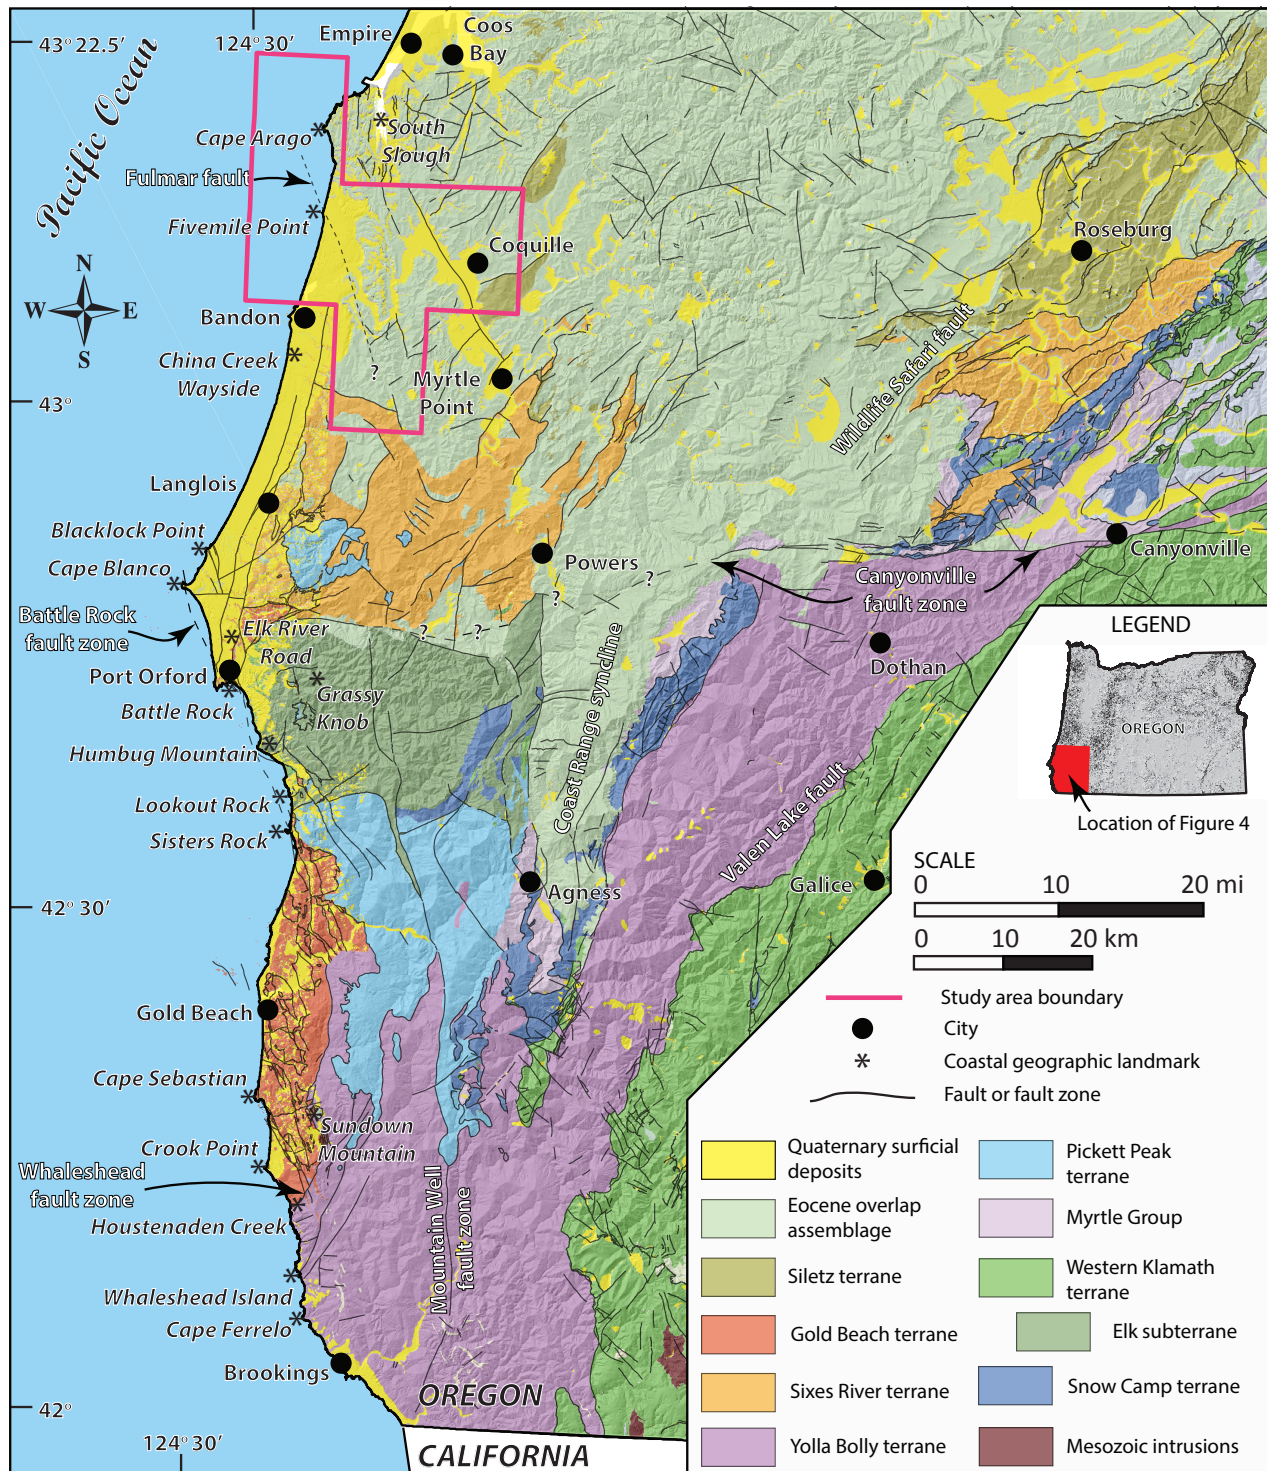 43° 22.5′
124° 30′
Empire
Coos
Bay
Pacific Ocean
Cape Arago
South
Slough
Fulmar fault
Fivemile Point
Coquille
Roseburg
N
W
E
S
Bandon
China Creek
Wayside
?
Myrtle
Point
Wildlife Safari fault
43°
Langlois
Blacklock Point
Cape Blanco
Powers
?
?
Canyonville
Canyonville
fault zone
Battle Rock
fault zone
Elk River
Road
?
?
Port Orford
Grassy
Knob
Battle Rock
Dothan
Humbug Mountain
Coast Range syncline
Lookout Rock
Sisters Rock
Valen Lake fault
Agness
Galice
42° 30′
Gold Beach
Cape Sebastian
Sundown
Mountain
Crook Point
Whaleshead
fault zone
Houstenaden Creek
Mountain Well
fault zone
Whaleshead Island
Cape Ferrelo
Brookings
OREGON
42°
124° 30′
CALIFORNIA
LEGEND
OREGON
Location of Figure 4
SCALE
0 10 20 mi
0 10 20 km
Study area boundary
City
Coastal geographic landmark
Fault or fault zone
Quaternary surficial
deposits
Eocene overlap
assemblage
Siletz terrane
Gold Beach terrane
Sixes River terrane
Yolla Bolly terrane
Pickett Peak
terrane
Myrtle Group
Western Klamath
terrane
Elk subterrane
Snow Camp terrane
Mesozoic intrusions